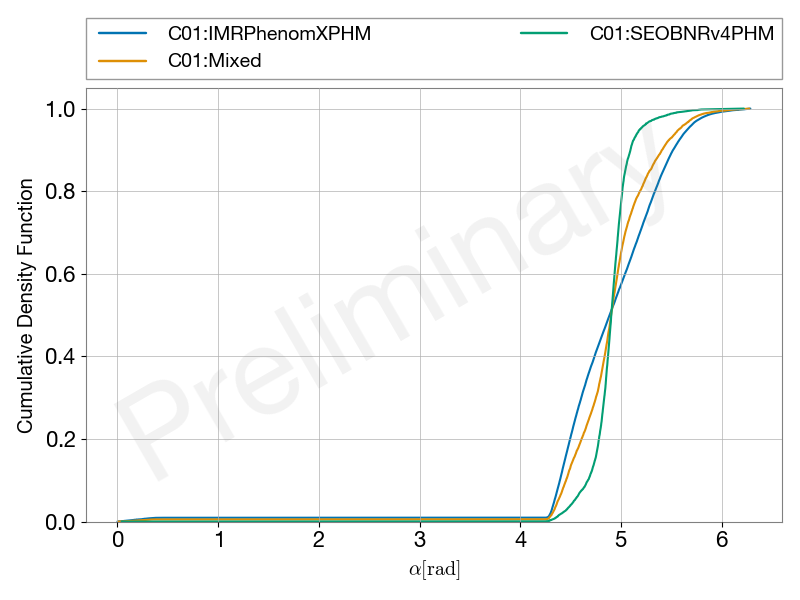 C01:IMRPhenomXPHM
C01:SEOBNRv4PHM
C01:Mixed
Cumulative Density Function
1.0
0.8
0.6
0.4
0.2
0.0
Preliminary
0 1 2 3 4 5 6
α[rad]